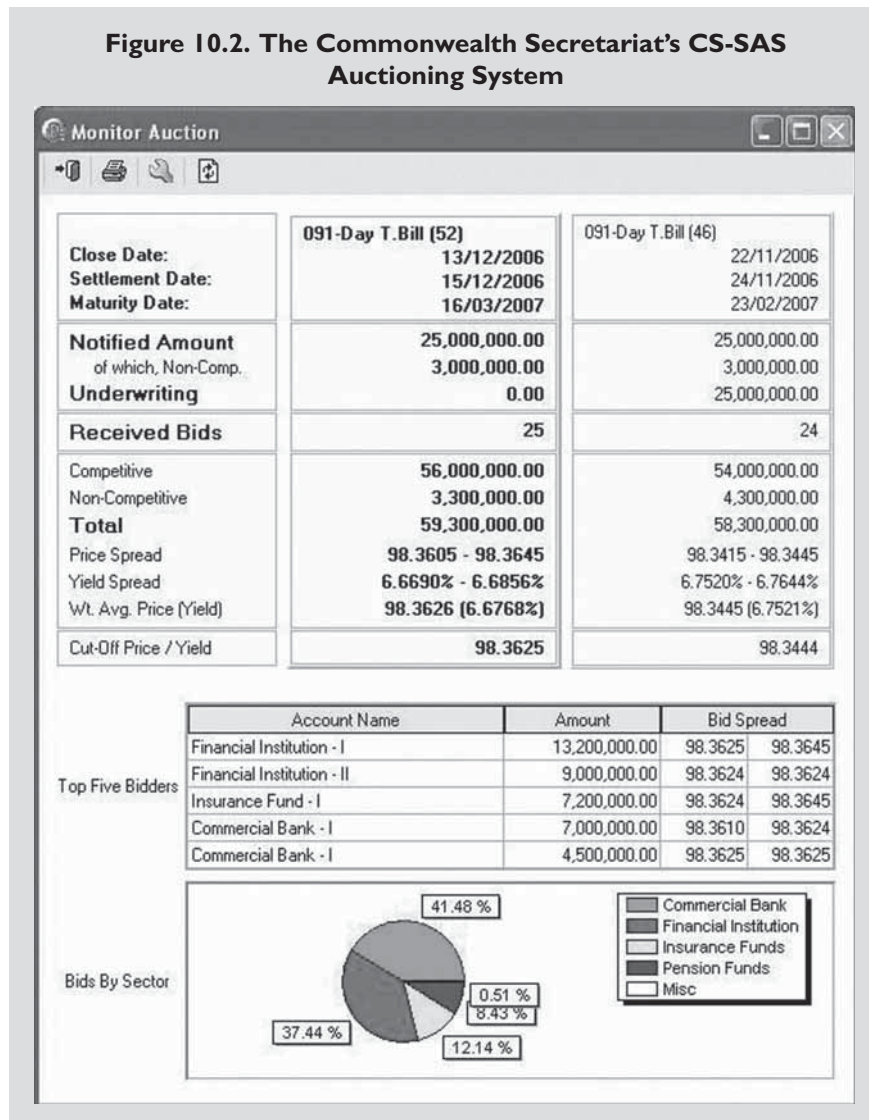 Figure 10.2. The Commonwealth Secretariat's CS-SAS
Auctioning System
Monitor Auction
091-Day T.Bill (52) 091-Day T.Bill (46)
Close Date: 13/12/2006 22/11/2006
Settlement Date: 15/12/2006 24/11/2006
Maturity Date: 16/03/2007 23/02/2007
Notified Amount 25,000,000.00 25,000,000.00
of which, Non-Comp. 3,000,000.00 3,000,000.00
Underwriting 0.00 25,000,000.00
Received Bids 25 24
Competitive 56,000,000.00 54,000,000.00
Non-Competitive 3,300,000.00 4,300,000.00
Total 59,300,000.00 58,300,000.00
Price Spread 98.3605 - 98.3645 98.3415 - 98.3445
Yield Spread 6.6690% - 6.6856% 6.7520% - 6.7644%
Wt. Avg. Price (Yield) 98.3626 (6.6768%) 98.3445 (6.7521%)
Cut-Off Price / Yield 98.3625 98.3444
Account Name Amount Bid Spread
Financial Institution - I 13,200,000.00 98.3625 98.3645
Financial Institution - II 9,000,000.00 98.3624 98.3624
Top Five Bidders
Insurance Fund - I 7,200,000.00 98.3624 98.3645
Commercial Bank - I 7,000,000.00 98.3610 98.3624
Commercial Bank - I 4,500,000.00 98.3625 98.3625
Bids By Sector
41.48 %
37.44 %
0.51 %
8.43 %
12.14 %
Commercial Bank
Financial Institution
Insurance Funds
Pension Funds
Misc